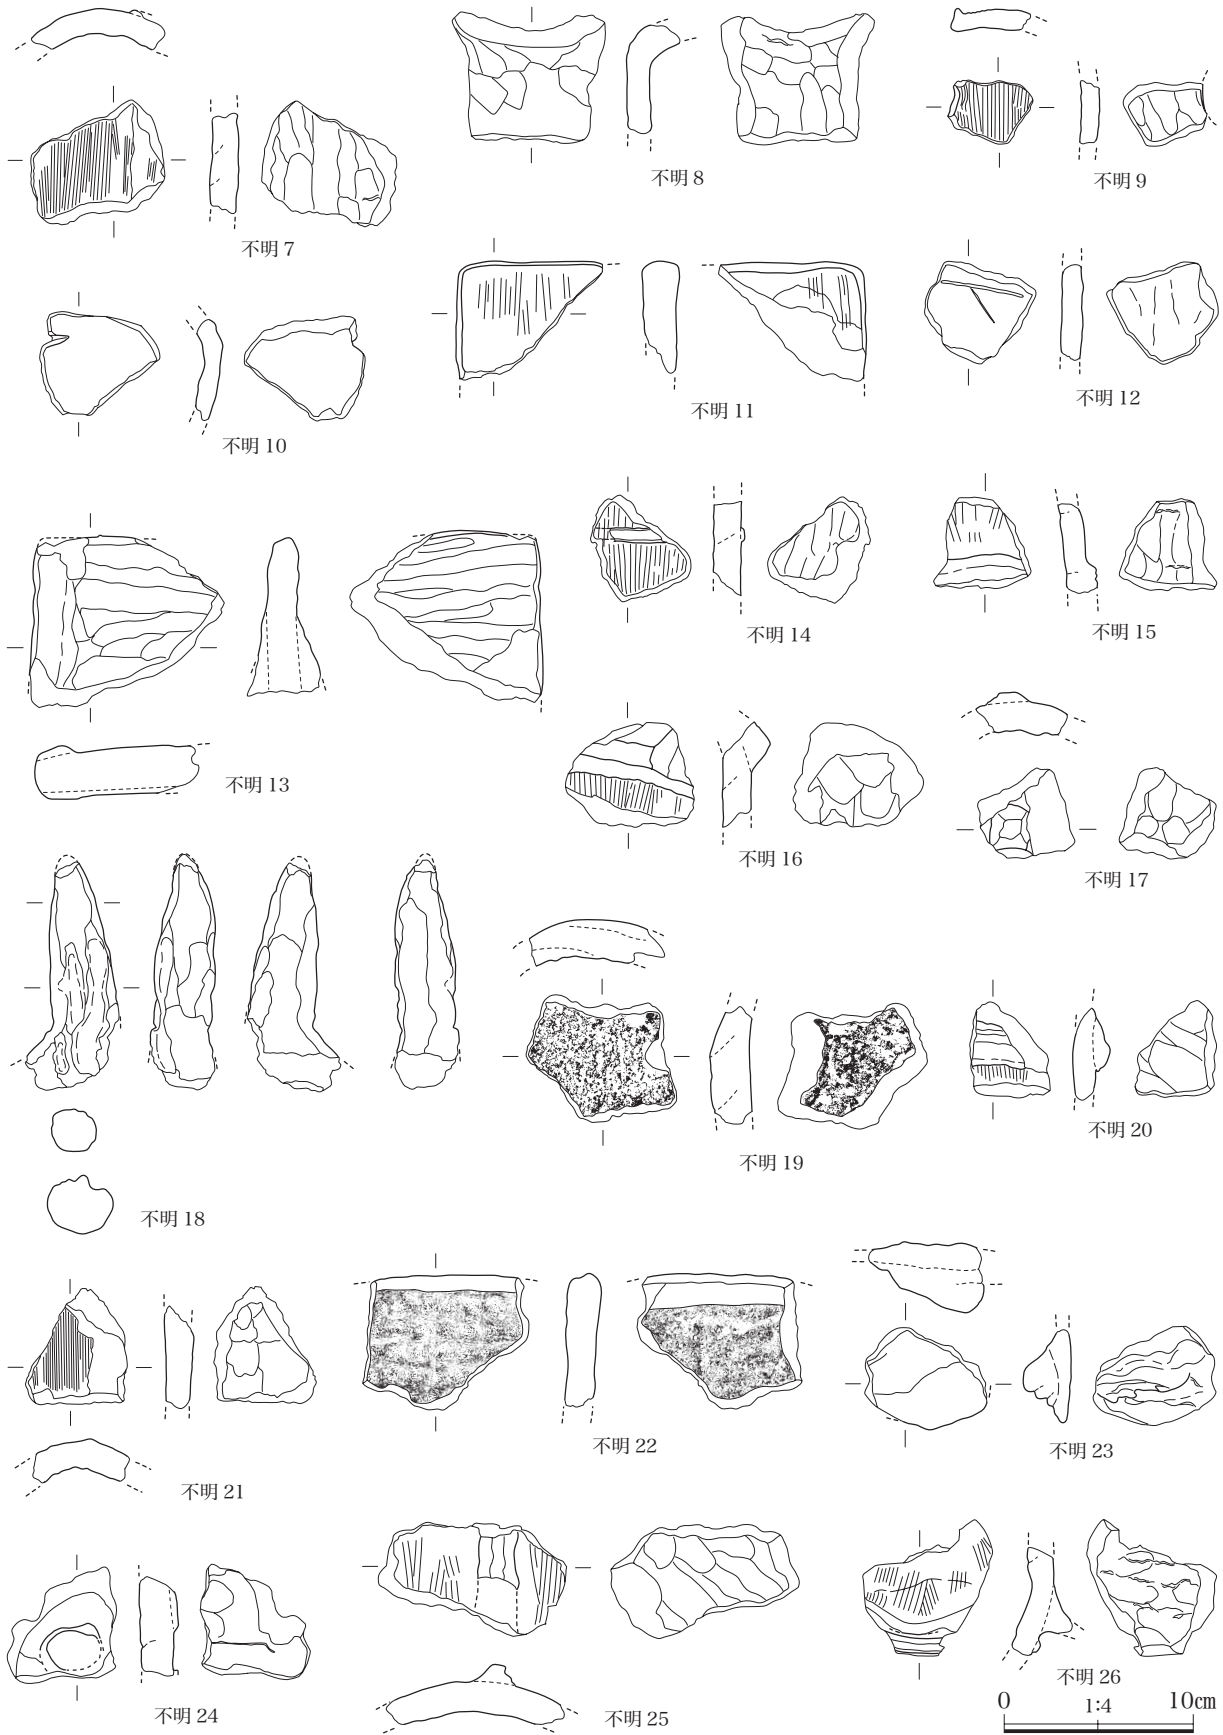 不明 7
不明 8
不明 9
不明 10
不明 11
不明 12
不明 13
不明 14
不明 15
不明 16
不明 17
不明 18
不明 19
不明 20
不明 21
不明 22
不明 23
不明 24
不明 25
不明 26
0 1:4 10㎝